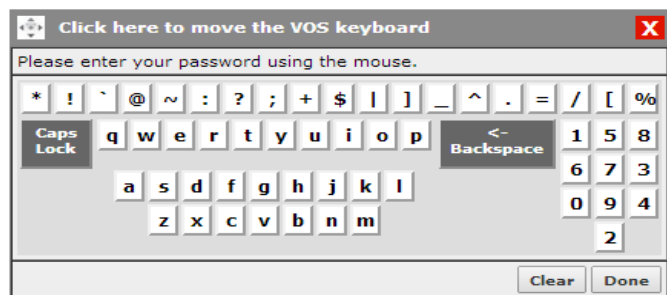 Click here to move the VOS keyboard X
Please enter your password using the mouse.
* ! ` @ ~ : ? ; + $ | ] _ ^ . = / [ %
Caps Lock q w e r t y u i o p <- Backspace 1 5 8
6 7 3
a s d f g h j k l
0 9 4
z x c v b n m
2
Clear Done